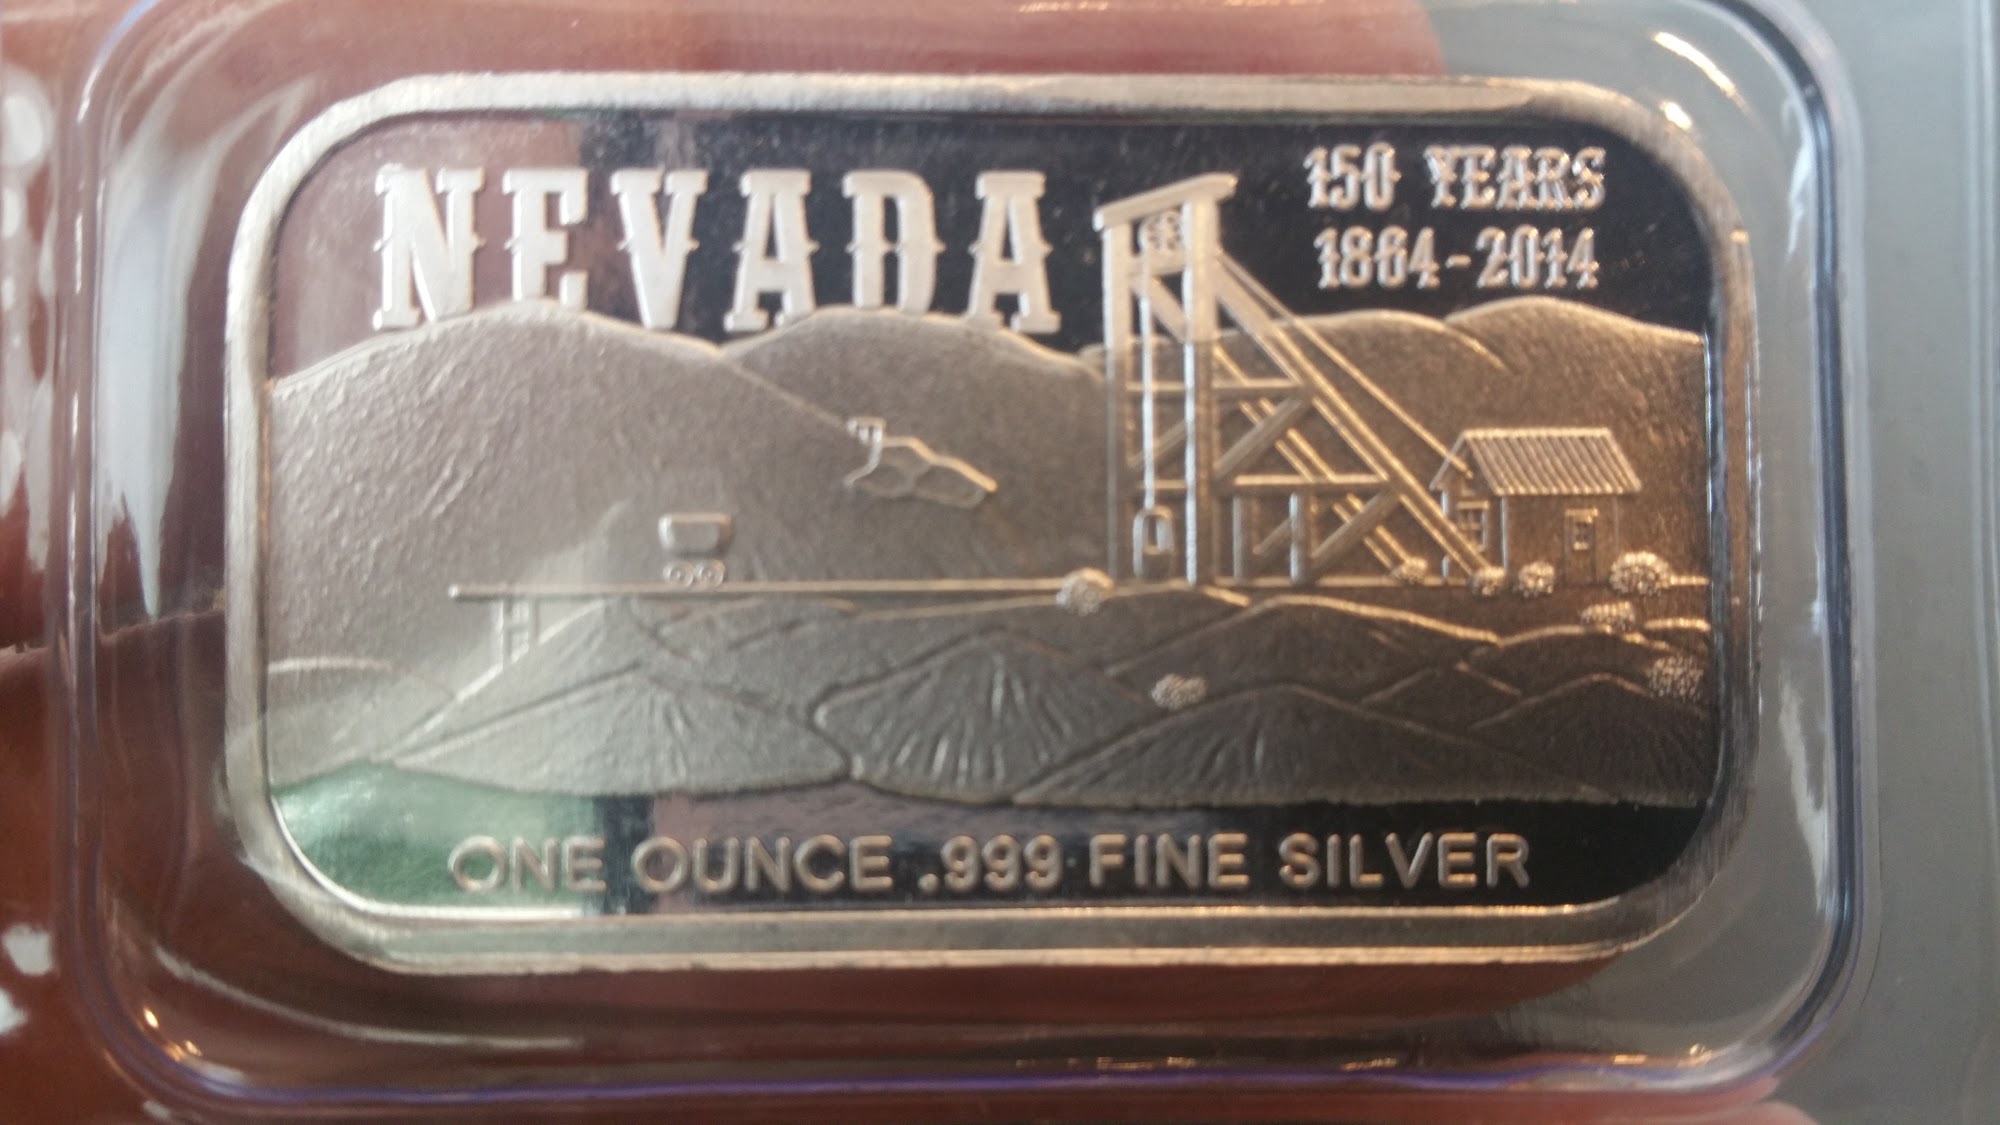 NEVADA
150 YEARS
1864-2014
ONE OUNCE .999 FINE SILVER